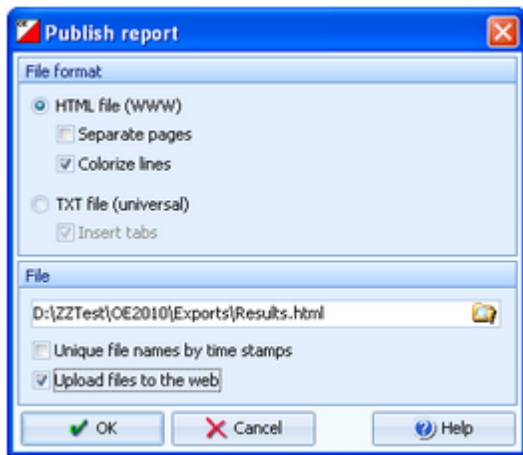 OE
Publish report
File format
HTML file (WWW)
Separate pages
Colorize lines
TXT file (universal)
Insert tabs
File
D:\ZZTest\OE2010\Exports\Results.html
Unique file names by time stamps
Upload files to the web
OK
Cancel
Help